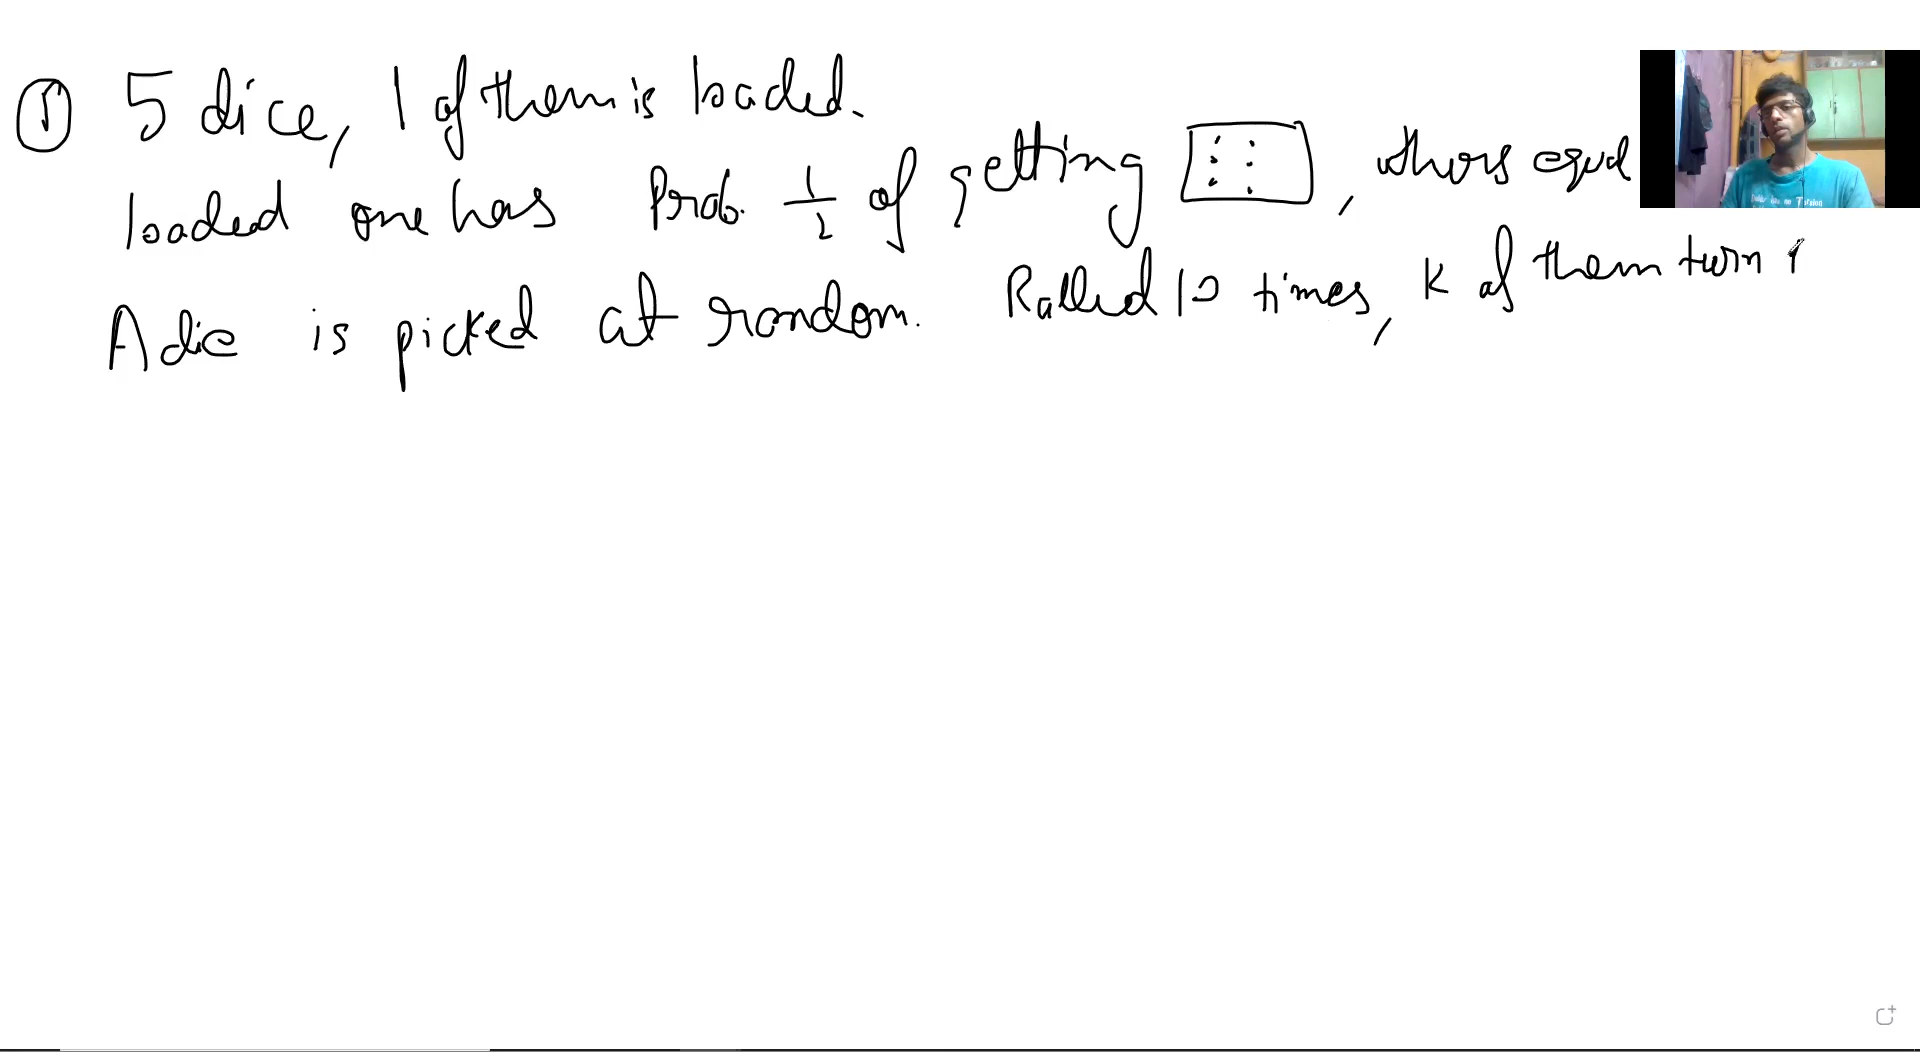 ① 5 dice, 1 of them is loaded.
loaded one has Prob. 1/2 of getting ⚅, others equal
A die is picked at random. Rolled 10 times, K of them turn